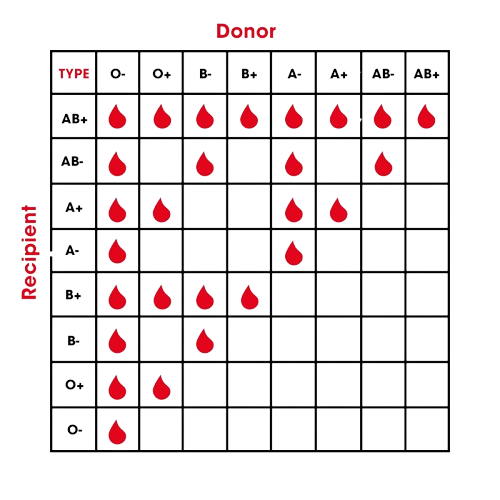 Donor
TYPE O- O+ B- B+ A- A+ AB- AB+
Recipient
AB+
AB-
A+
A-
B+
B-
O+
O-